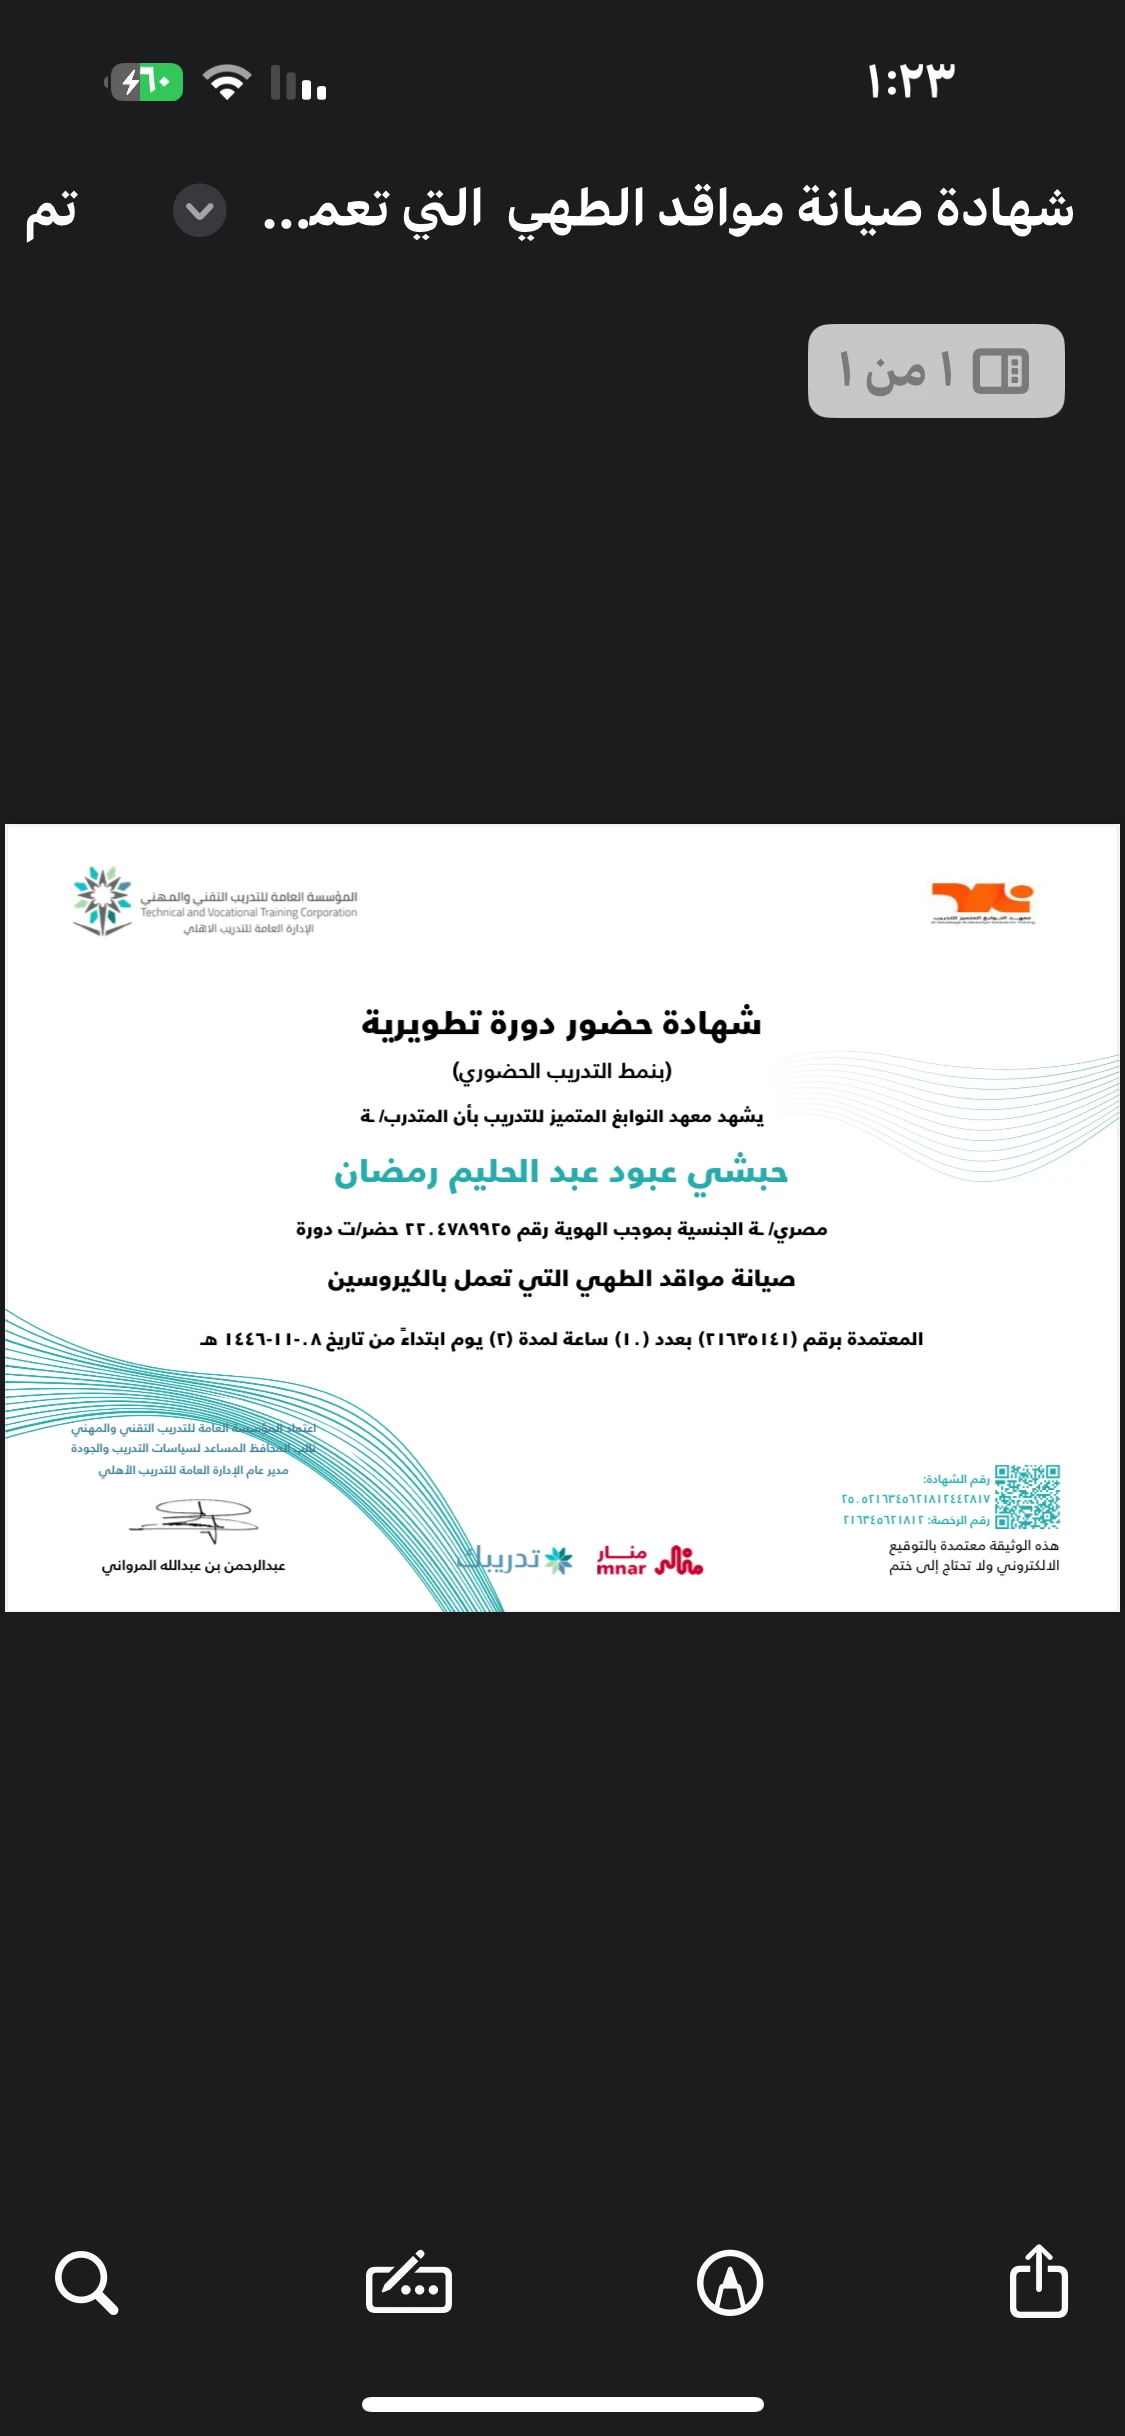 ١:٢٣
٦٠
شهادة صيانة مواقد الطهي التي تعمـ...
تم
١ من ١
المؤسسة العامة للتدريب التقني والمهني
Technical and Vocational Training Corporation
الإدارة العامة للتدريب الاهلي
معهد النوابغ المتميز للتدريب
شهادة حضور دورة تطويرية
(بنمط التدريب الحضوري)
يشهد معهد النوابغ المتميز للتدريب بأن المتدرب/ ـة
حبشي عبود عبد الحليم رمضان
مصري/ ـة الجنسية بموجب الهوية رقم ٢٢٠٤٧٨٩٩٢٥ حضر/ت دورة
صيانة مواقد الطهي التي تعمل بالكيروسين
المعتمدة برقم (٢١٦٣٥١٤١) بعدد (١٠) ساعة لمدة (٢) يوم ابتداءً من تاريخ ٠٨-١١-١٤٤٦ هـ
اعتماد المؤسسة العامة للتدريب التقني والمهني
نائب المحافظ المساعد لسياسات التدريب والجودة
مدير عام الإدارة العامة للتدريب الأهلي
عبدالرحمن بن عبدالله المرواني
تدريبك
منار
mnar
رقم الشهادة:
٢٥٠٥٢١٦٣٤٥٦٢١٨١٢٤٤٢٨١٧
رقم الرخصة: ٢١٦٣٤٥٦٢١٨١٢
هذه الوثيقة معتمدة بالتوقيع
الالكتروني ولا تحتاج إلى ختم